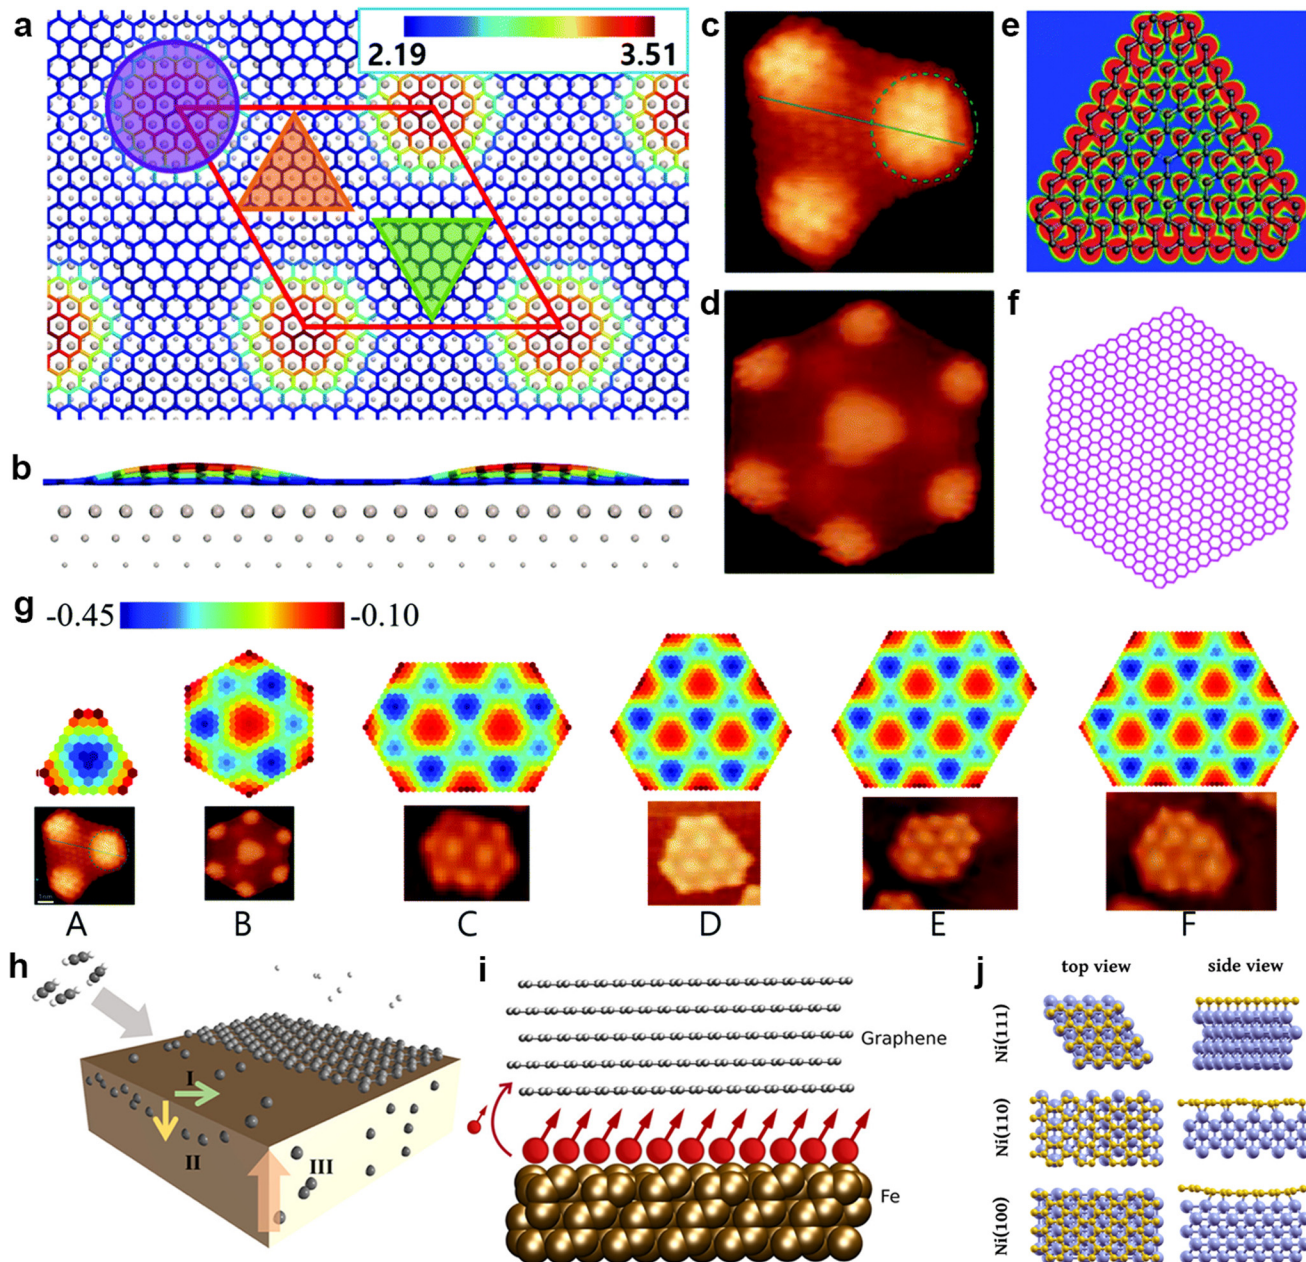 a
2.19 3.51
b
c
d
e
f
g
-0.45 -0.10
A B C D E F
h
I
II
III
i
Graphene
Fe
j
top view side view
Ni(111)
Ni(110)
Ni(100)